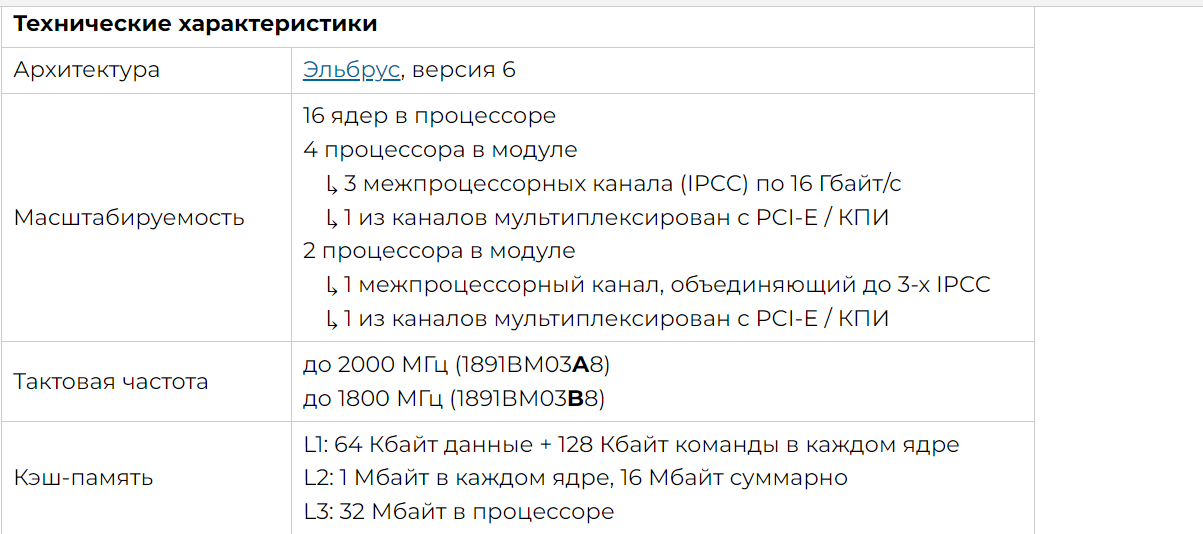 Технические характеристики
Архитектура
Эльбрус, версия 6
Масштабируемость
16 ядер в процессоре
4 процессора в модуле
↳ 3 межпроцессорных канала (IPCC) по 16 Гбайт/с
↳ 1 из каналов мультиплексирован с PCI-E / КПИ
2 процессора в модуле
↳ 1 межпроцессорный канал, объединяющий до 3-х IPCC
↳ 1 из каналов мультиплексирован с PCI-E / КПИ
Тактовая частота
до 2000 МГц (1891ВМ03А8)
до 1800 МГц (1891ВМ03В8)
Кэш-память
L1: 64 Кбайт данные + 128 Кбайт команды в каждом ядре
L2: 1 Мбайт в каждом ядре, 16 Мбайт суммарно
L3: 32 Мбайт в процессоре